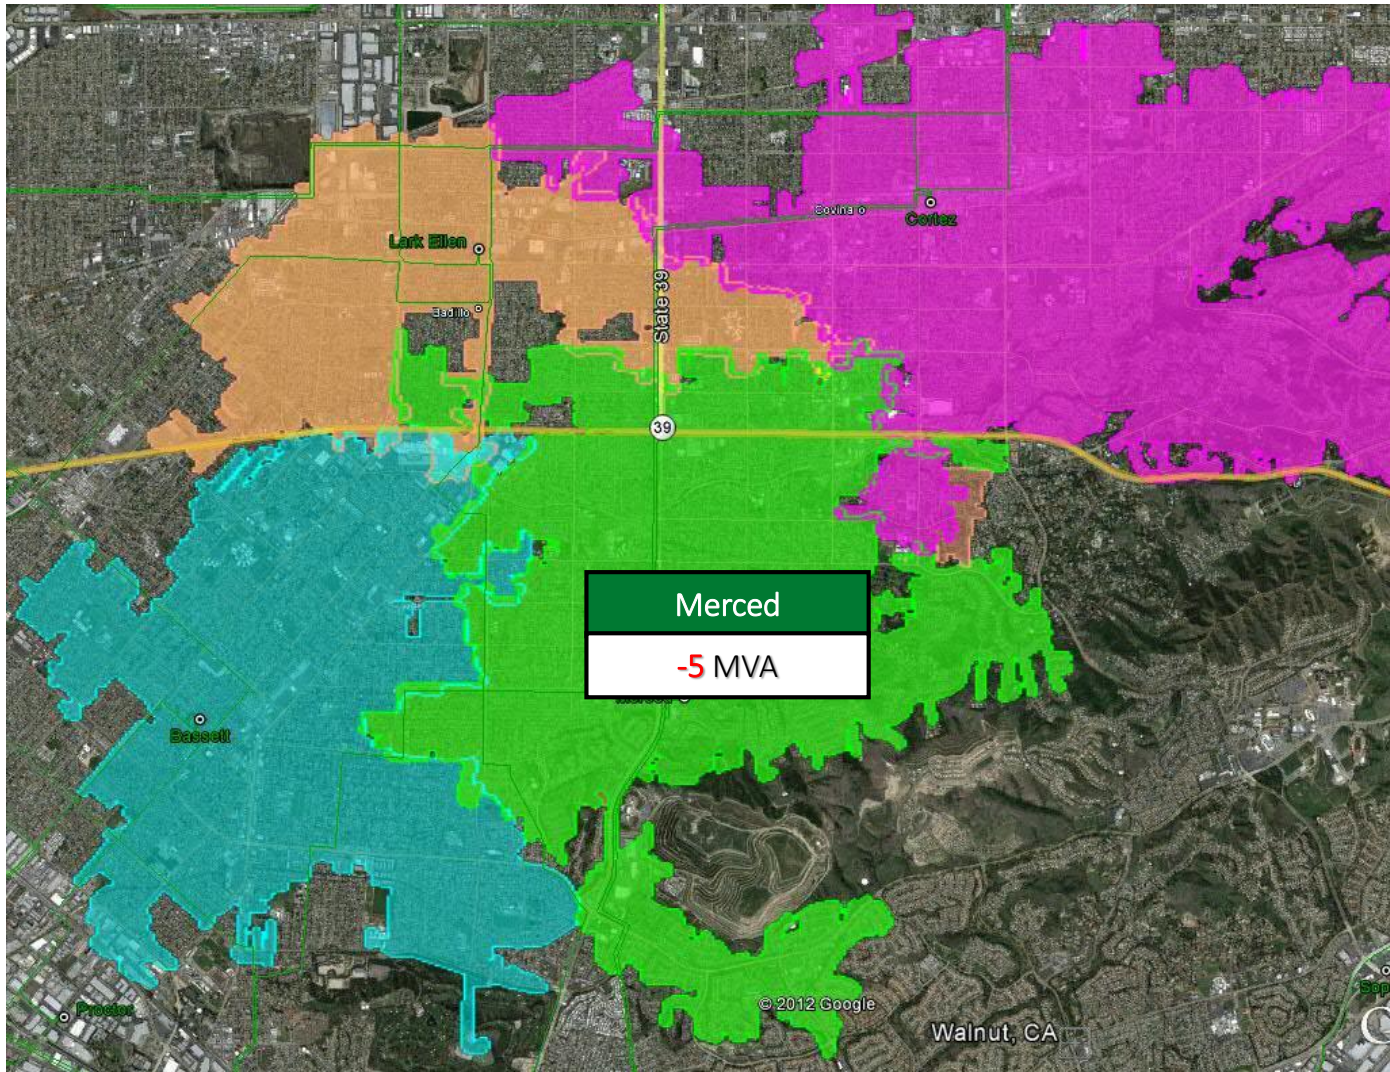 Covina
Cortez
Lark Ellen
State 39
Badillo
39
Merced
-5 MVA
Bassett
© 2012 Google
Proctor
Walnut, CA